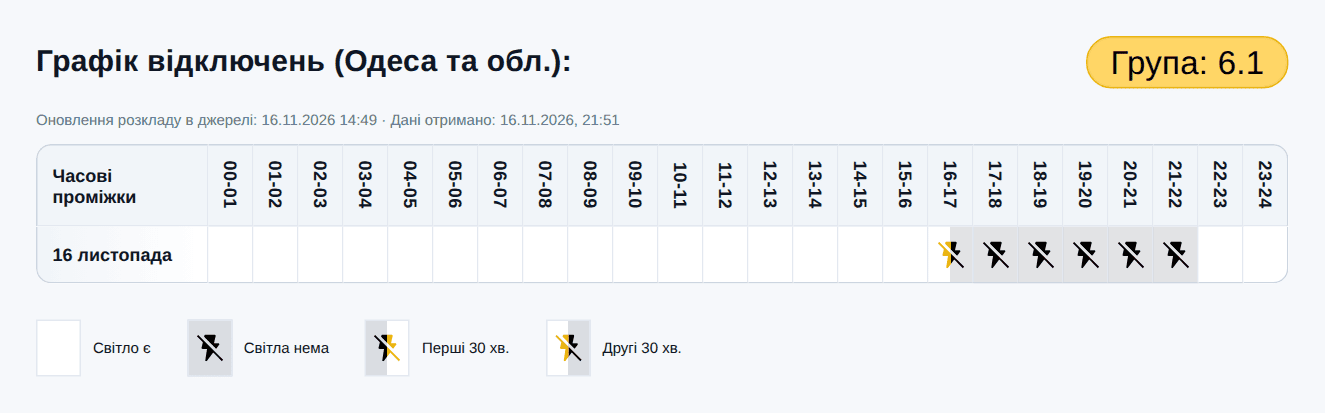 Графік відключень (Одеса та обл.):
Група: 6.1
Оновлення розкладу в джерелі: 16.11.2026 14:49 · Дані отримано: 16.11.2026, 21:51
Часові
проміжки
00-01
01-02
02-03
03-04
04-05
05-06
06-07
07-08
08-09
09-10
10-11
11-12
12-13
13-14
14-15
15-16
16-17
17-18
18-19
19-20
20-21
21-22
22-23
23-24
16 листопада
Світло є
Світла нема
Перші 30 хв.
Другі 30 хв.